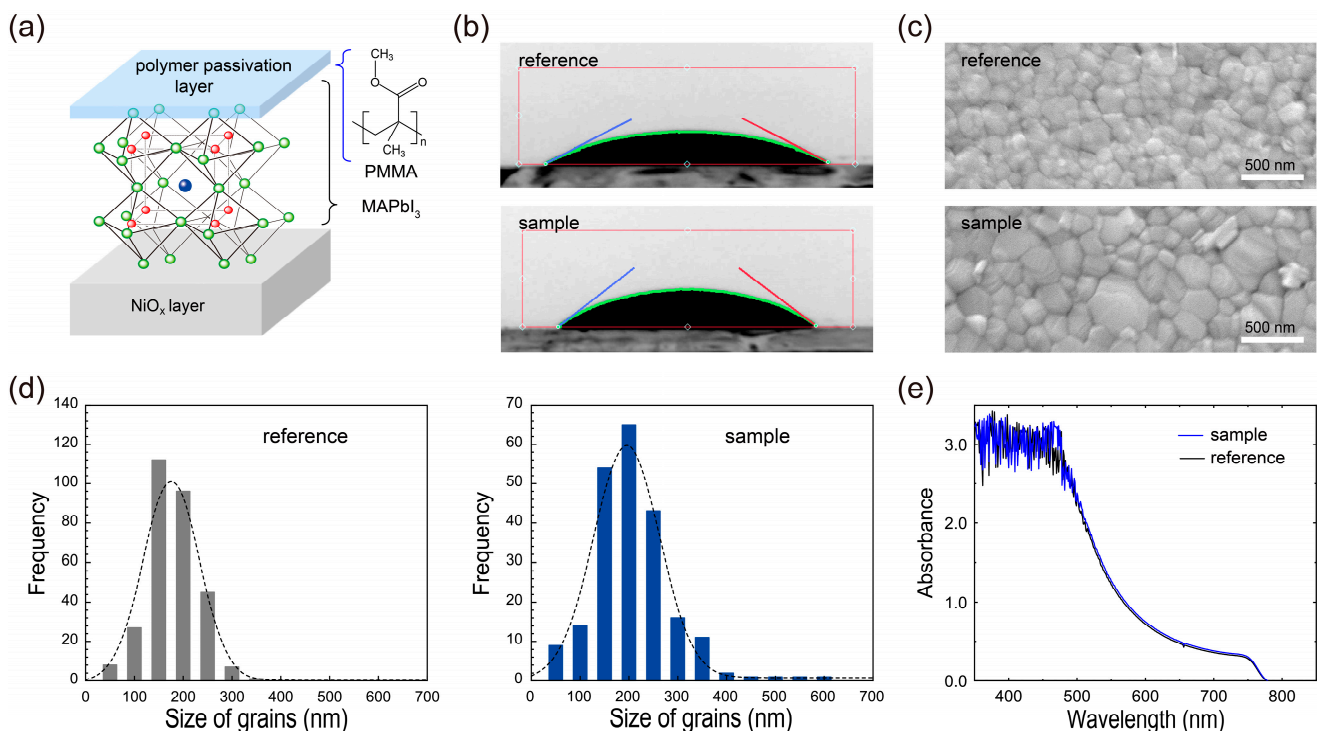 (a)
polymer passivation
layer
CH3
O
O
CH3
n
PMMA
MAPbI3
NiOx layer
(b)
reference
sample
(c)
reference
500 nm
sample
500 nm
(d)
reference
Frequency
140
120
100
80
60
40
20
0
0 100 200 300 400 500 600 700
Size of grains (nm)
sample
Frequency
70
60
50
40
30
20
10
0
0 100 200 300 400 500 600 700
Size of grains (nm)
(e)
sample
reference
Absorbance
3.0
2.0
1.0
0.0
400 500 600 700 800
Wavelength (nm)